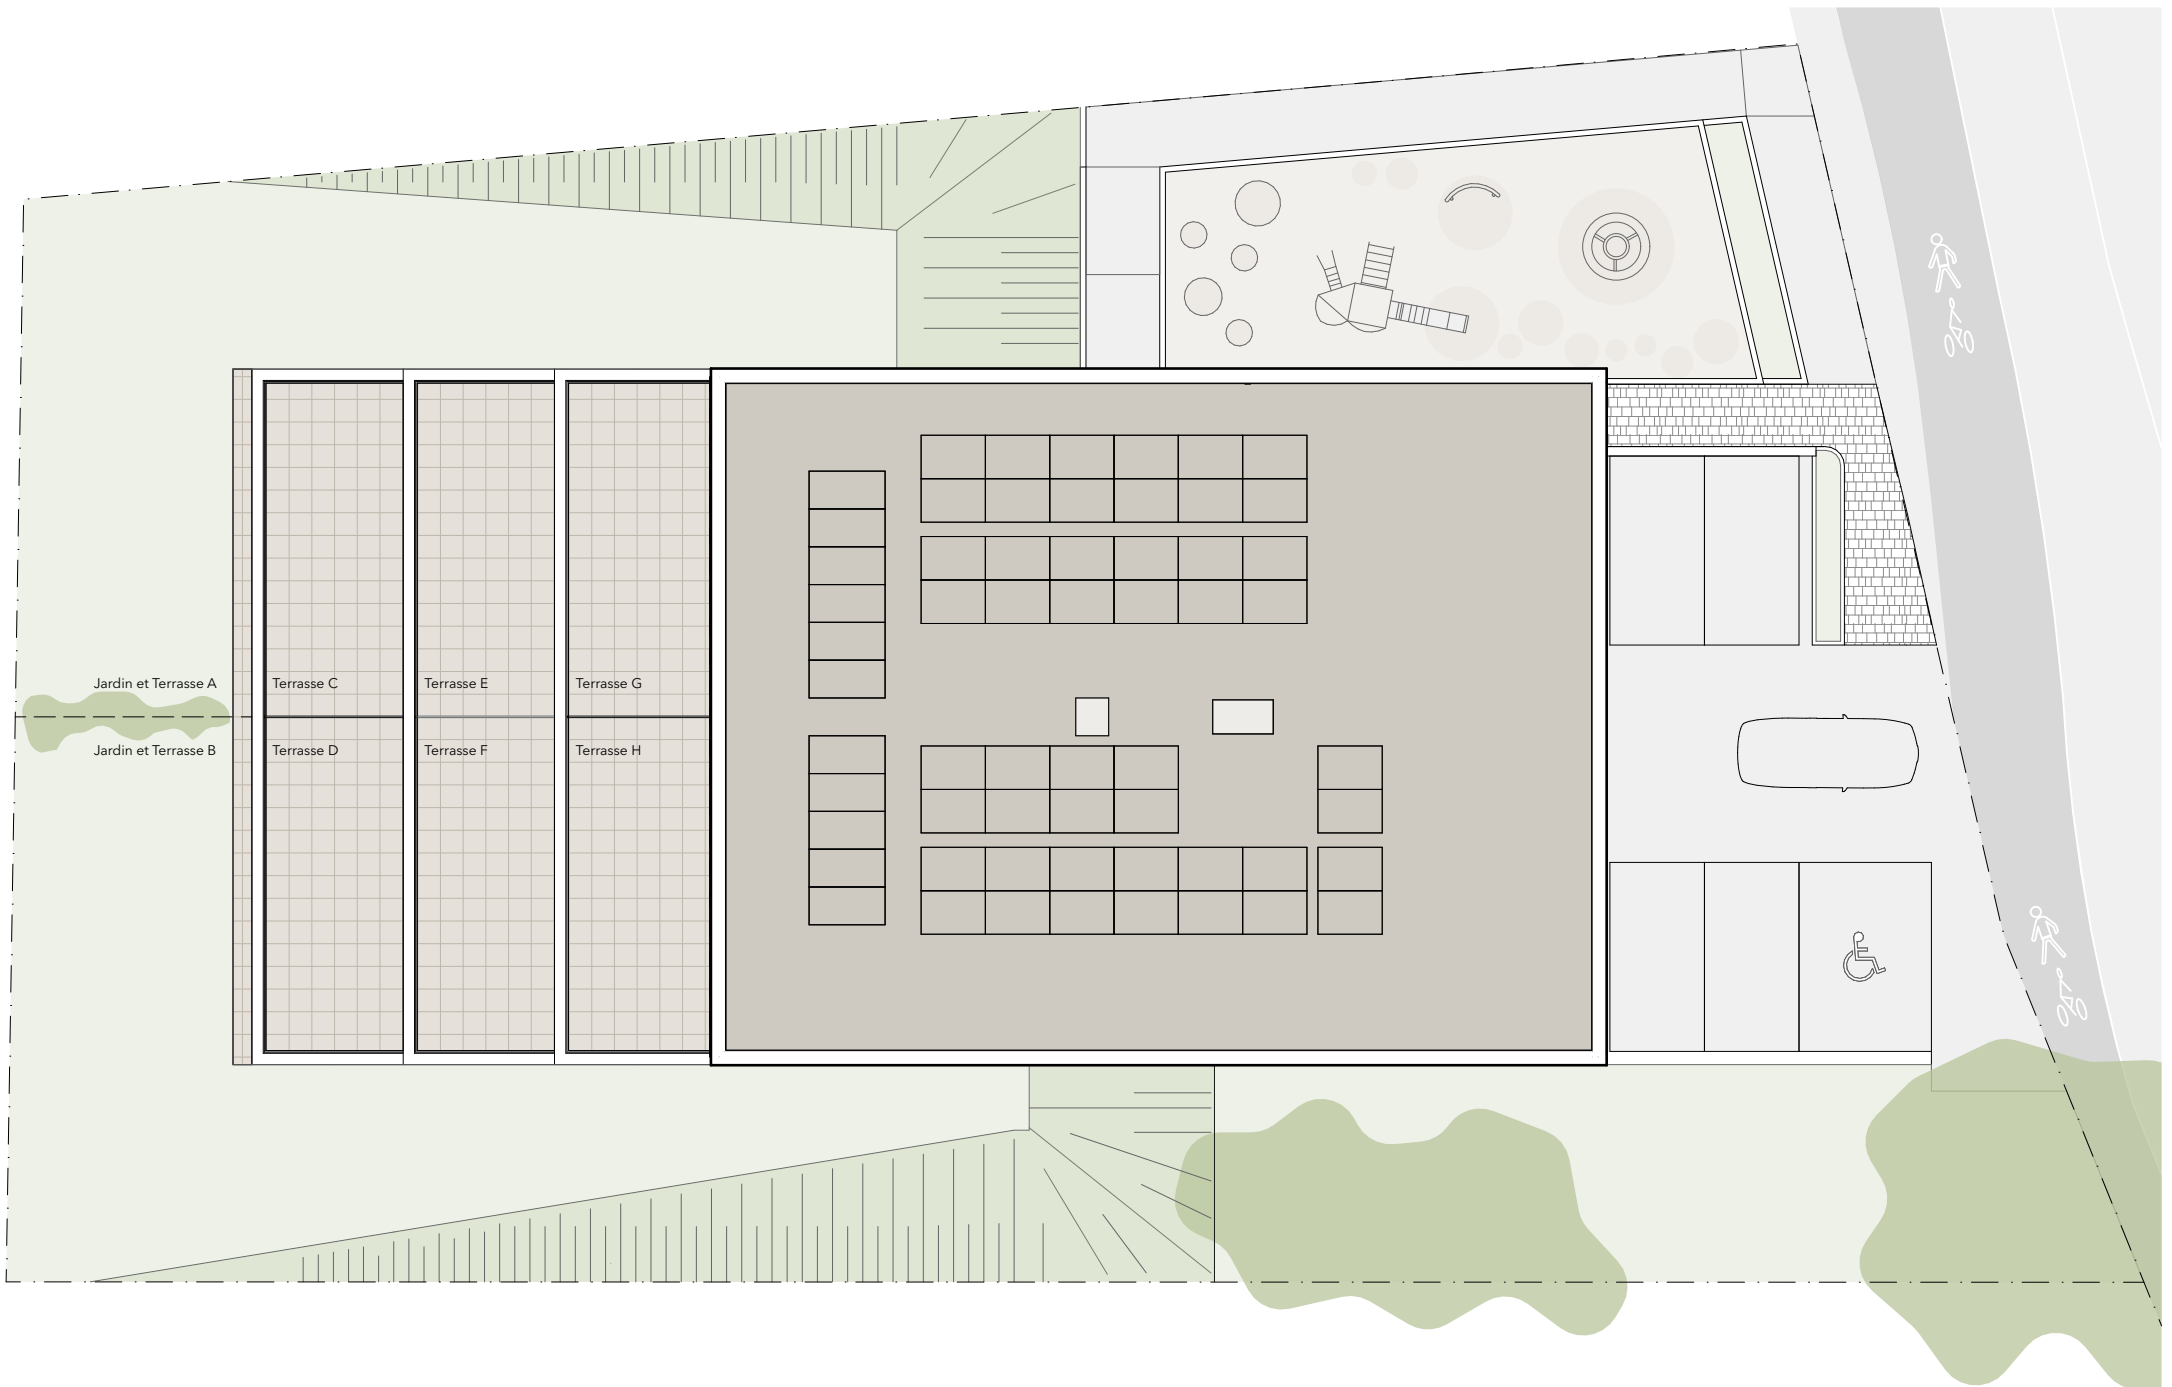 Jardin et Terrasse A
Terrasse C
Terrasse E
Terrasse G
Jardin et Terrasse B
Terrasse D
Terrasse F
Terrasse H